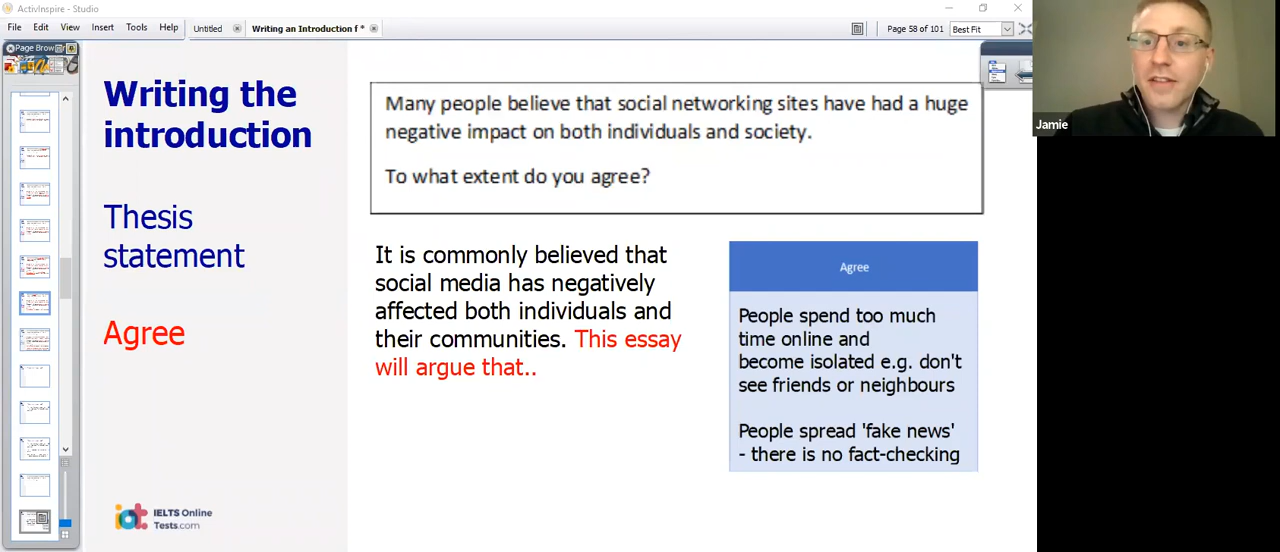 ActivInspire - Studio
File Edit View Insert Tools Help
Untitled
Writing an Introduction f *
Page 58 of 101
Best Fit
Page Brow
Writing the
introduction
Thesis
statement
Agree
Many people believe that social networking sites have had a huge
negative impact on both individuals and society.
To what extent do you agree?
It is commonly believed that
social media has negatively
affected both individuals and
their communities. This essay
will argue that..
Agree
People spend too much
time online and
become isolated e.g. don't
see friends or neighbours
People spread 'fake news'
- there is no fact-checking
iot
IELTS Online
Tests.com
Jamie